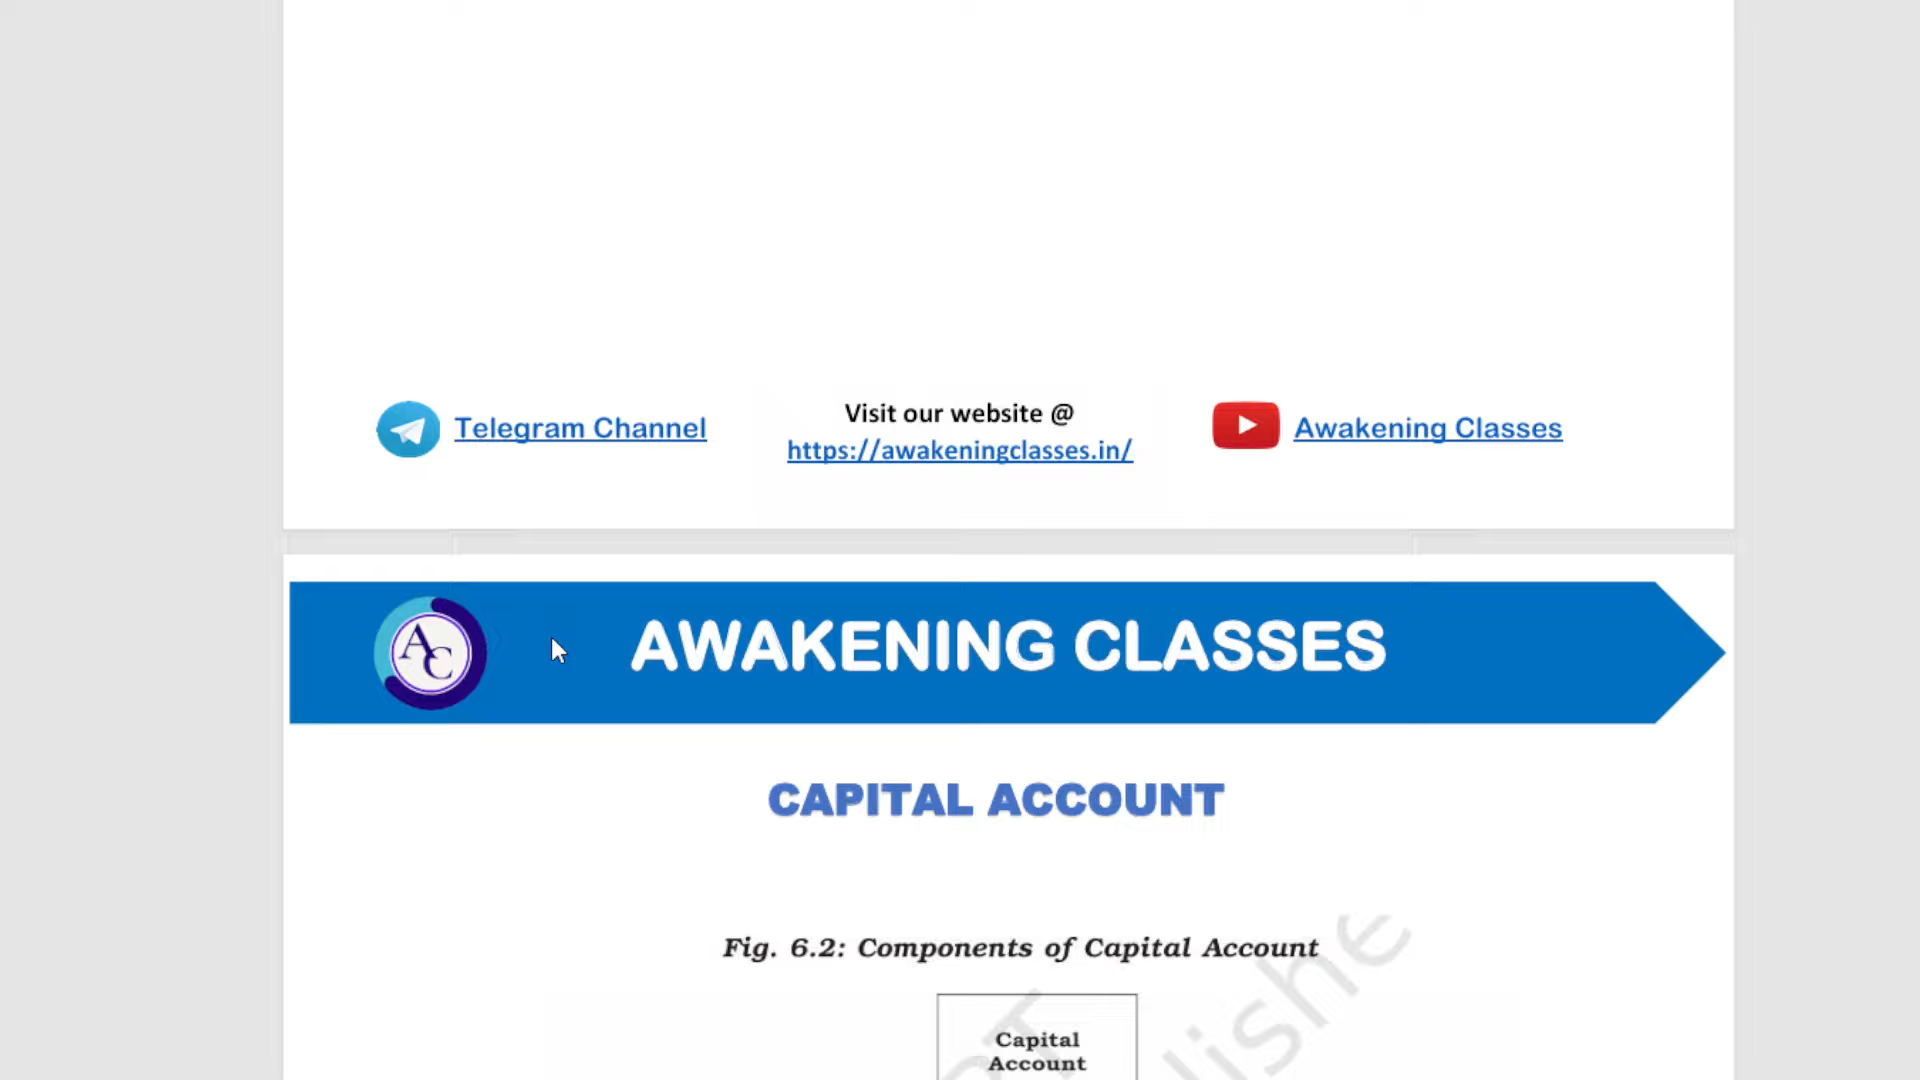 Telegram Channel
Visit our website @
https://awakeningclasses.in/
Awakening Classes
AC
AWAKENING CLASSES
CAPITAL ACCOUNT
Fig. 6.2: Components of Capital Account
Capital
Account